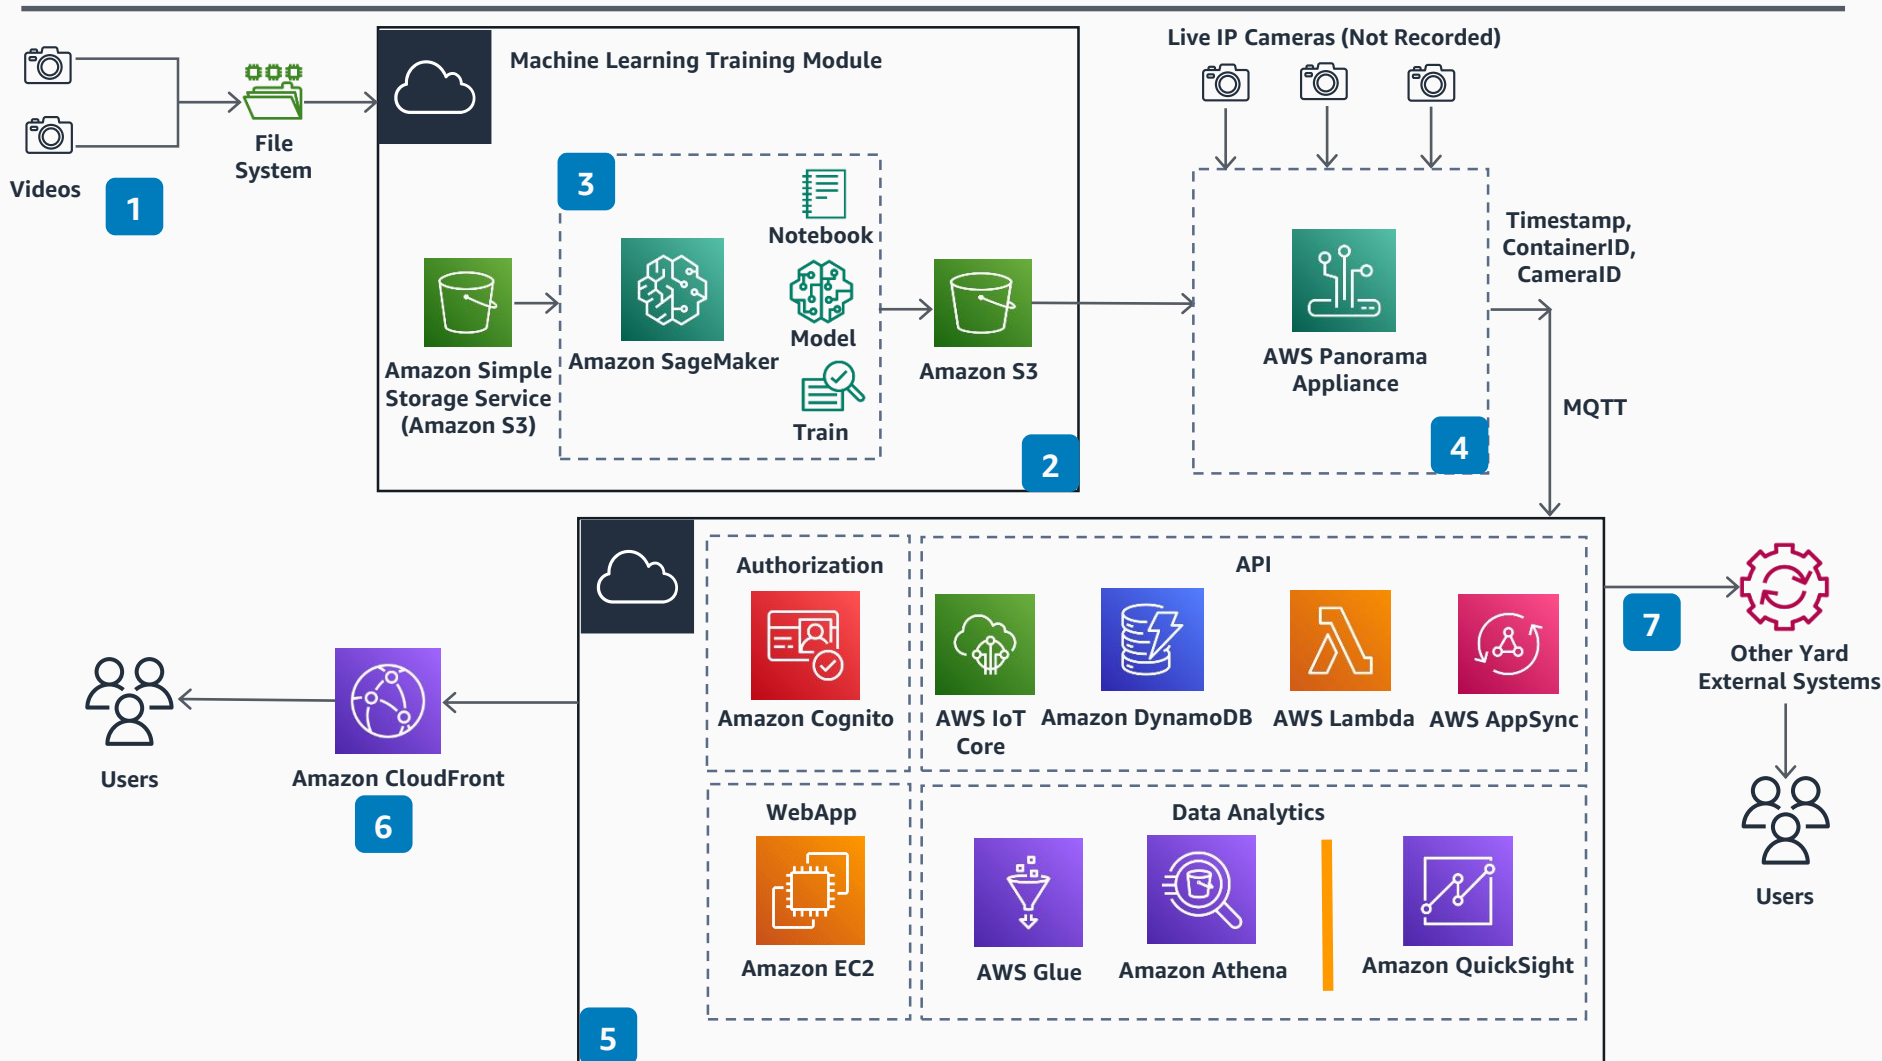 Videos
1
File
System
Machine Learning Training Module
3
Notebook
Model
Train
Amazon SageMaker
Amazon Simple
Storage Service
(Amazon S3)
Amazon S3
2
Live IP Cameras (Not Recorded)
AWS Panorama
Appliance
4
Timestamp,
ContainerID,
CameraID
MQTT
Authorization
Amazon Cognito
API
AWS IoT
Core
Amazon DynamoDB
AWS Lambda
AWS AppSync
7
Other Yard
External Systems
Users
Users
Amazon CloudFront
6
WebApp
Amazon EC2
Data Analytics
AWS Glue
Amazon Athena
Amazon QuickSight
5